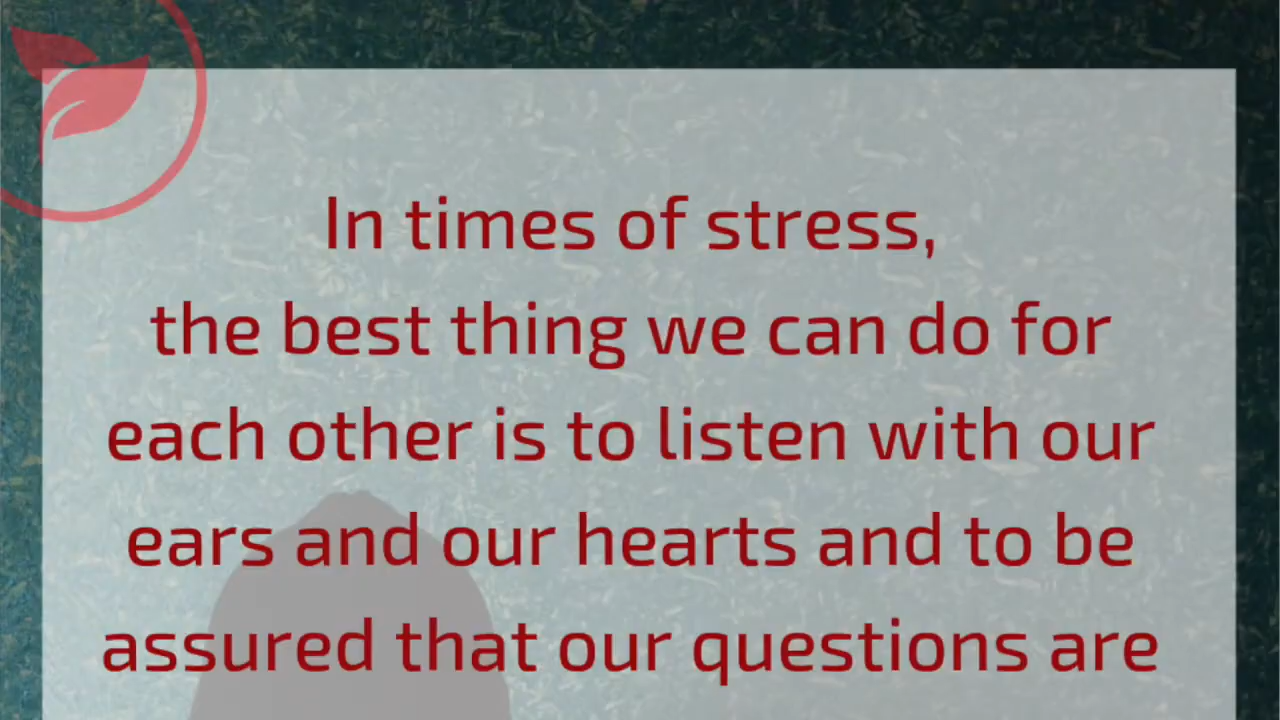 In times of stress,
the best thing we can do for
each other is to listen with our
ears and our hearts and to be
assured that our questions are